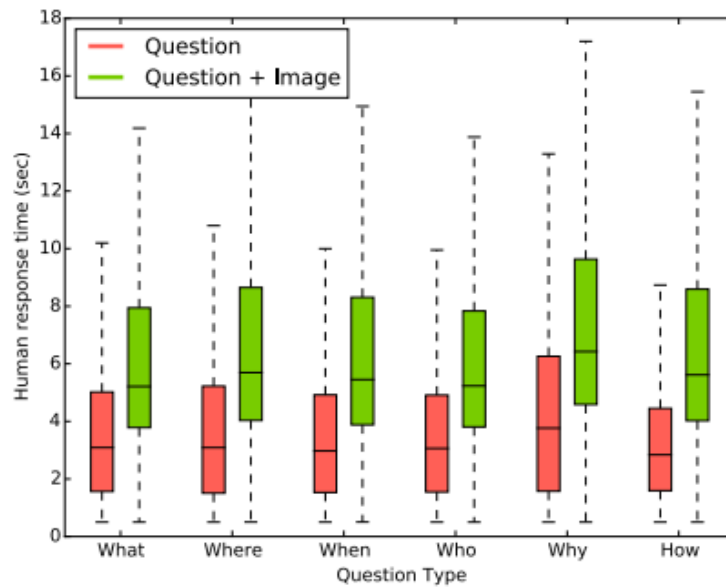 18
16
14
12
10
8
6
4
2
0
Human response time (sec)
Question
Question + Image
What Where When Who Why How
Question Type